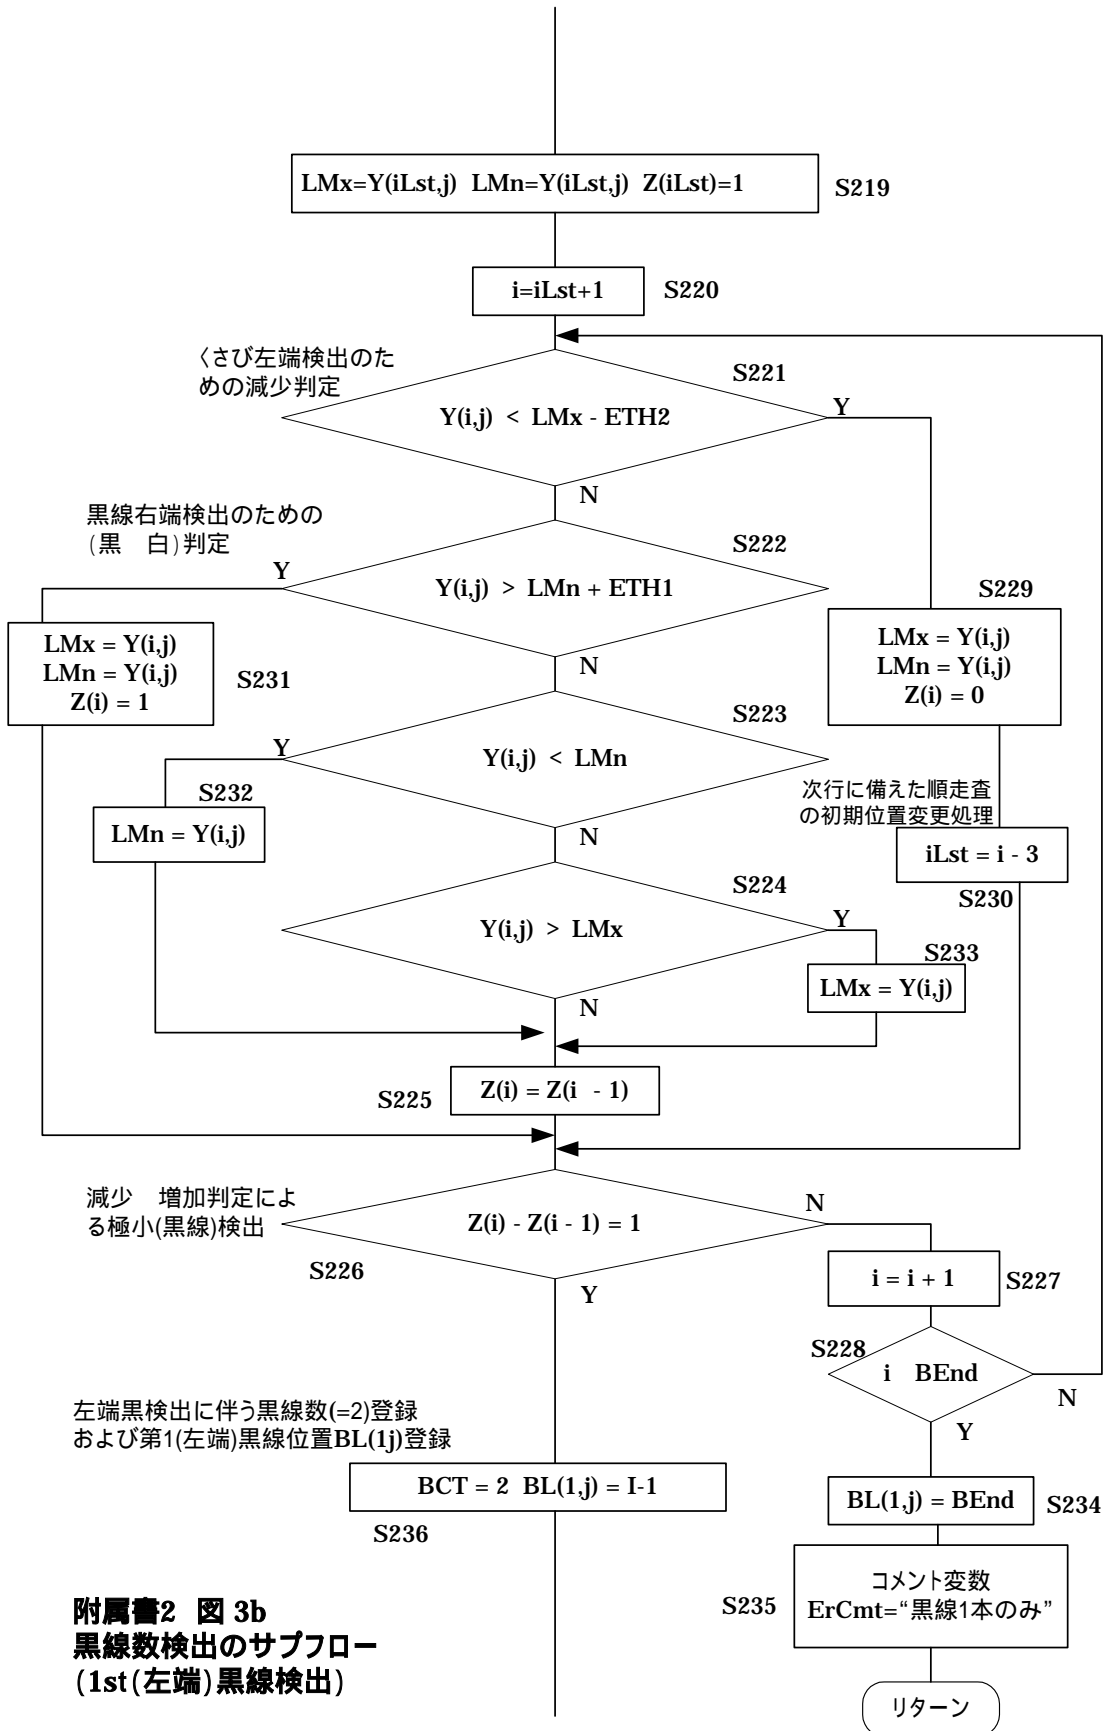 LMx=Y(iLst,j) LMn=Y(iLst,j) Z(iLst)=1
S219
i=iLst+1
S220
くさび左端検出のた
めの減少判定
S221
Y(i,j) < LMx - ETH2
Y
N
黒線右端検出のための
(黒 白)判定
S222
Y
Y(i,j) > LMn + ETH1
N
S229
LMx = Y(i,j)
LMn = Y(i,j)
Z(i) = 0
LMx = Y(i,j)
LMn = Y(i,j)
Z(i) = 1
S231
S223
Y
Y(i,j) < LMn
N
S232
LMn = Y(i,j)
次行に備えた順走査
の初期位置変更処理
iLst = i - 3
S230
S224
Y(i,j) > LMx
Y
N
S233
LMx = Y(i,j)
Z(i) = Z(i - 1)
S225
減少 増加判定によ
る極小(黒線)検出
Z(i) - Z(i - 1) = 1
N
S226
Y
i = i + 1
S227
S228
i BEnd
N
Y
左端黒検出に伴う黒線数(=2)登録
および第1(左端)黒線位置BL(1j)登録
BCT = 2 BL(1,j) = I-1
S236
BL(1,j) = BEnd
S234
コメント変数
ErCmt=“黒線1本のみ”
S235
リターン
附属書2 図 3b
黒線数検出のサブフロー
(1st(左端)黒線検出)